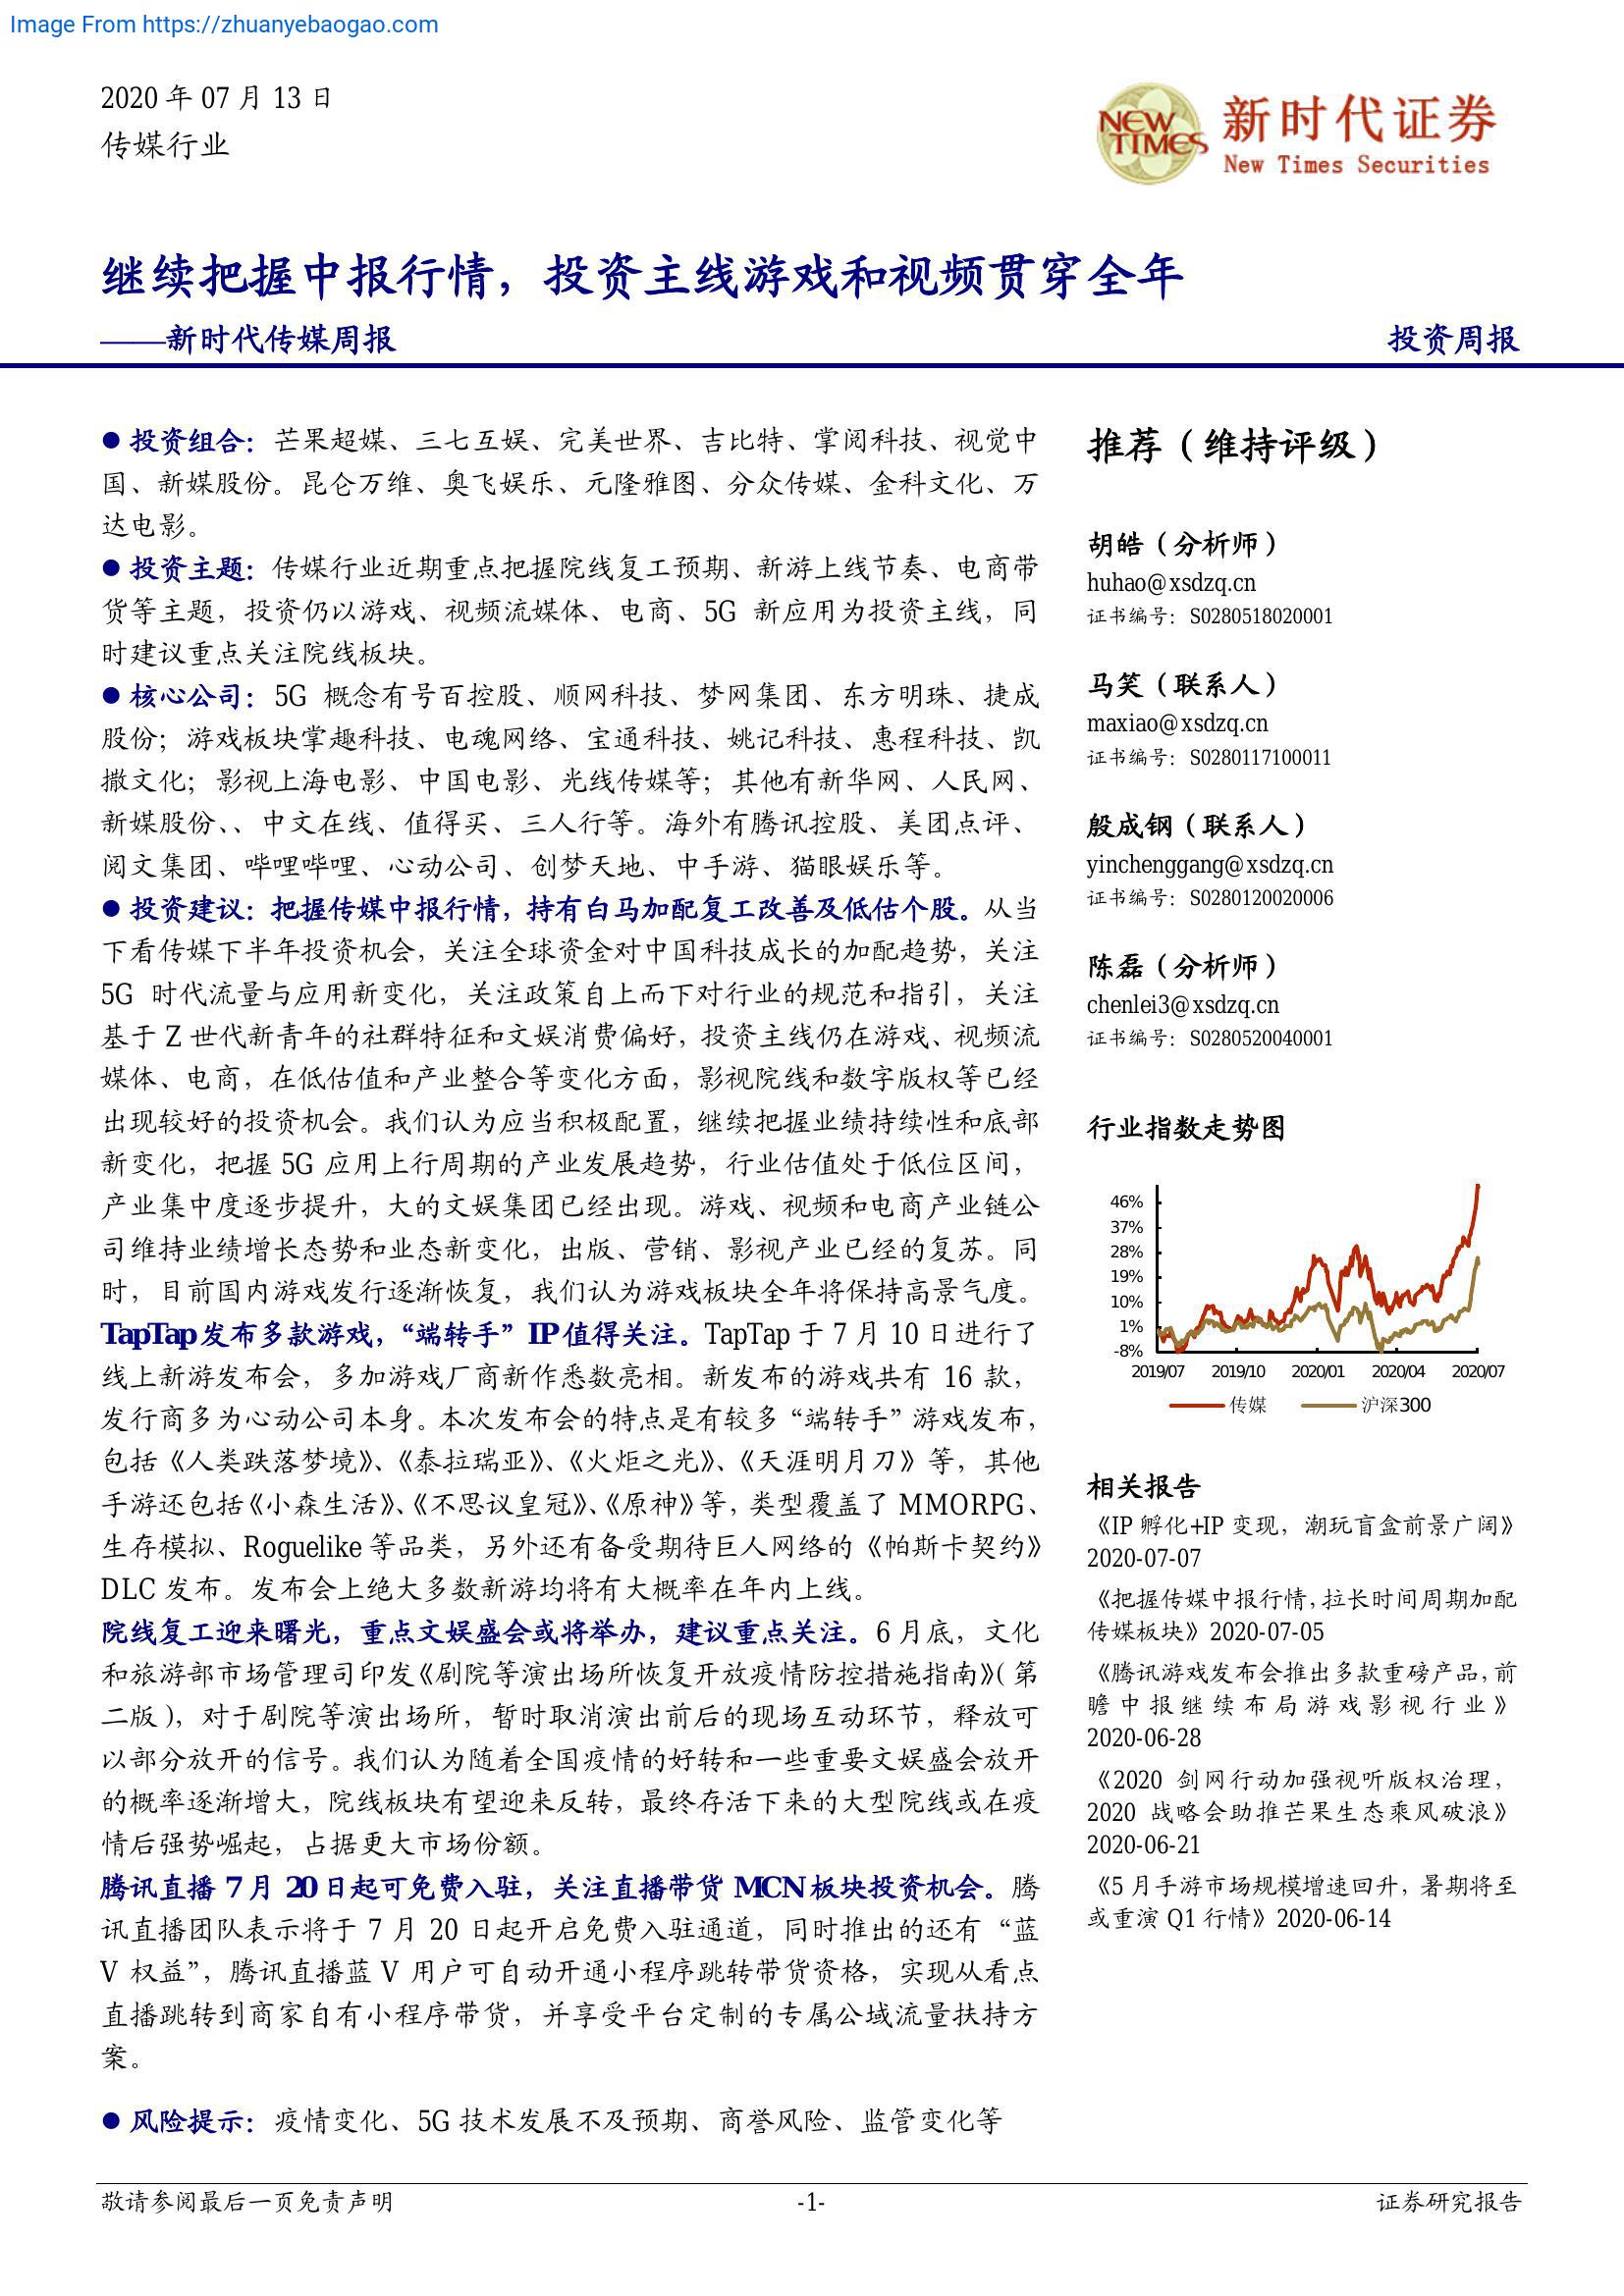 Image From https://zhuanyebaogao.com
2020 年 07 月 13 日
传媒行业
NEW TIMES
新时代证券
New Times Securities
继续把握中报行情，投资主线游戏和视频贯穿全年
——新时代传媒周报
投资周报
● 投资组合：芒果超媒、三七互娱、完美世界、吉比特、掌阅科技、视觉中
国、新媒股份。昆仑万维、奥飞娱乐、元隆雅图、分众传媒、金科文化、万
达电影。
● 投资主题：传媒行业近期重点把握院线复工预期、新游上线节奏、电商带
货等主题，投资仍以游戏、视频流媒体、电商、5G 新应用为投资主线，同
时建议重点关注院线板块。
● 核心公司：5G 概念有号百控股、顺网科技、梦网集团、东方明珠、捷成
股份；游戏板块掌趣科技、电魂网络、宝通科技、姚记科技、惠程科技、凯
撒文化；影视上海电影、中国电影、光线传媒等；其他有新华网、人民网、
新媒股份、、中文在线、值得买、三人行等。海外有腾讯控股、美团点评、
阅文集团、哔哩哔哩、心动公司、创梦天地、中手游、猫眼娱乐等。
● 投资建议：把握传媒中报行情，持有白马加配复工改善及低估个股。从当
下看传媒下半年投资机会，关注全球资金对中国科技成长的加配趋势，关注
5G 时代流量与应用新变化，关注政策自上而下对行业的规范和指引，关注
基于 Z 世代新青年的社群特征和文娱消费偏好，投资主线仍在游戏、视频流
媒体、电商，在低估值和产业整合等变化方面，影视院线和数字版权等已经
出现较好的投资机会。我们认为应当积极配置，继续把握业绩持续性和底部
新变化，把握 5G 应用上行周期的产业发展趋势，行业估值处于低位区间，
产业集中度逐步提升，大的文娱集团已经出现。游戏、视频和电商产业链公
司维持业绩增长态势和业态新变化，出版、营销、影视产业已经的复苏。同
时，目前国内游戏发行逐渐恢复，我们认为游戏板块全年将保持高景气度。
TapTap 发布多款游戏，“端转手”IP 值得关注。TapTap 于 7 月 10 日进行了
线上新游发布会，多加游戏厂商新作悉数亮相。新发布的游戏共有 16 款，
发行商多为心动公司本身。本次发布会的特点是有较多“端转手”游戏发布，
包括《人类跌落梦境》、《泰拉瑞亚》、《火炬之光》、《天涯明月刀》等，其他
手游还包括《小森生活》、《不思议皇冠》、《原神》等，类型覆盖了 MMORPG、
生存模拟、Roguelike 等品类，另外还有备受期待巨人网络的《帕斯卡契约》
DLC 发布。发布会上绝大多数新游均将有大概率在年内上线。
院线复工迎来曙光，重点文娱盛会或将举办，建议重点关注。6 月底，文化
和旅游部市场管理司印发《剧院等演出场所恢复开放疫情防控措施指南》（第
二版），对于剧院等演出场所，暂时取消演出前后的现场互动环节，释放可
以部分放开的信号。我们认为随着全国疫情的好转和一些重要文娱盛会放开
的概率逐渐增大，院线板块有望迎来反转，最终存活下来的大型院线或在疫
情后强势崛起，占据更大市场份额。
腾讯直播 7 月 20 日起可免费入驻，关注直播带货 MCN 板块投资机会。腾
讯直播团队表示将于 7 月 20 日起开启免费入驻通道，同时推出的还有“蓝
V 权益”，腾讯直播蓝 V 用户可自动开通小程序跳转带货资格，实现从看点
直播跳转到商家自有小程序带货，并享受平台定制的专属公域流量扶持方
案。
● 风险提示：疫情变化、5G 技术发展不及预期、商誉风险、监管变化等
推荐（维持评级）
胡皓（分析师）
huhao@xsdzq.cn
证书编号：S0280518020001
马笑（联系人）
maxiao@xsdzq.cn
证书编号：S0280117100011
殷成钢（联系人）
yinchenggang@xsdzq.cn
证书编号：S0280120020006
陈磊（分析师）
chenlei3@xsdzq.cn
证书编号：S0280520040001
行业指数走势图
46%
37%
28%
19%
10%
1%
-8%
2019/07 2019/10 2020/01 2020/04 2020/07
传媒 沪深300
相关报告
《IP 孵化+IP 变现，潮玩盲盒前景广阔》
2020-07-07
《把握传媒中报行情，拉长时间周期加配
传媒板块》2020-07-05
《腾讯游戏发布会推出多款重磅产品，前
瞻中报继续布局游戏影视行业》
2020-06-28
《2020 剑网行动加强视听版权治理，
2020 战略会助推芒果生态乘风破浪》
2020-06-21
《5 月手游市场规模增速回升，暑期将至
或重演 Q1 行情》2020-06-14
敬请参阅最后一页免责声明
-1-
证券研究报告